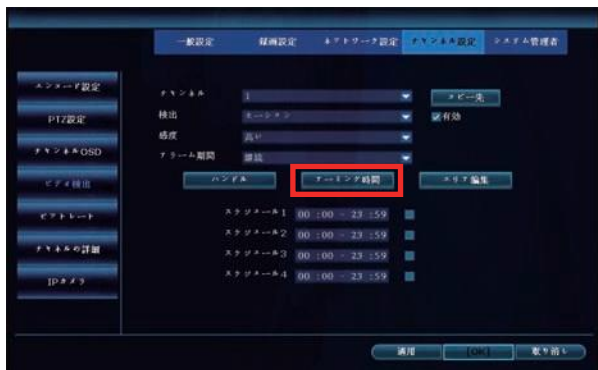 一般設定 録画設定 ネットワーク設定 チャンネル設定 システム管理者
エンコード設定
PTZ設定
チャンネルOSD
ビデオ検出
ビットレート
チャネルの詳細
IPカメラ
チャンネル 1 コピー先
検出 モーション 有効
感度 高い
アラーム期間 継続
ハンドル アーミング時間 エリア編集
スケジュール1 00 :00 - 23 :59
スケジュール2 00 :00 - 23 :59
スケジュール3 00 :00 - 23 :59
スケジュール4 00 :00 - 23 :59
適用 [OK] 取り消し